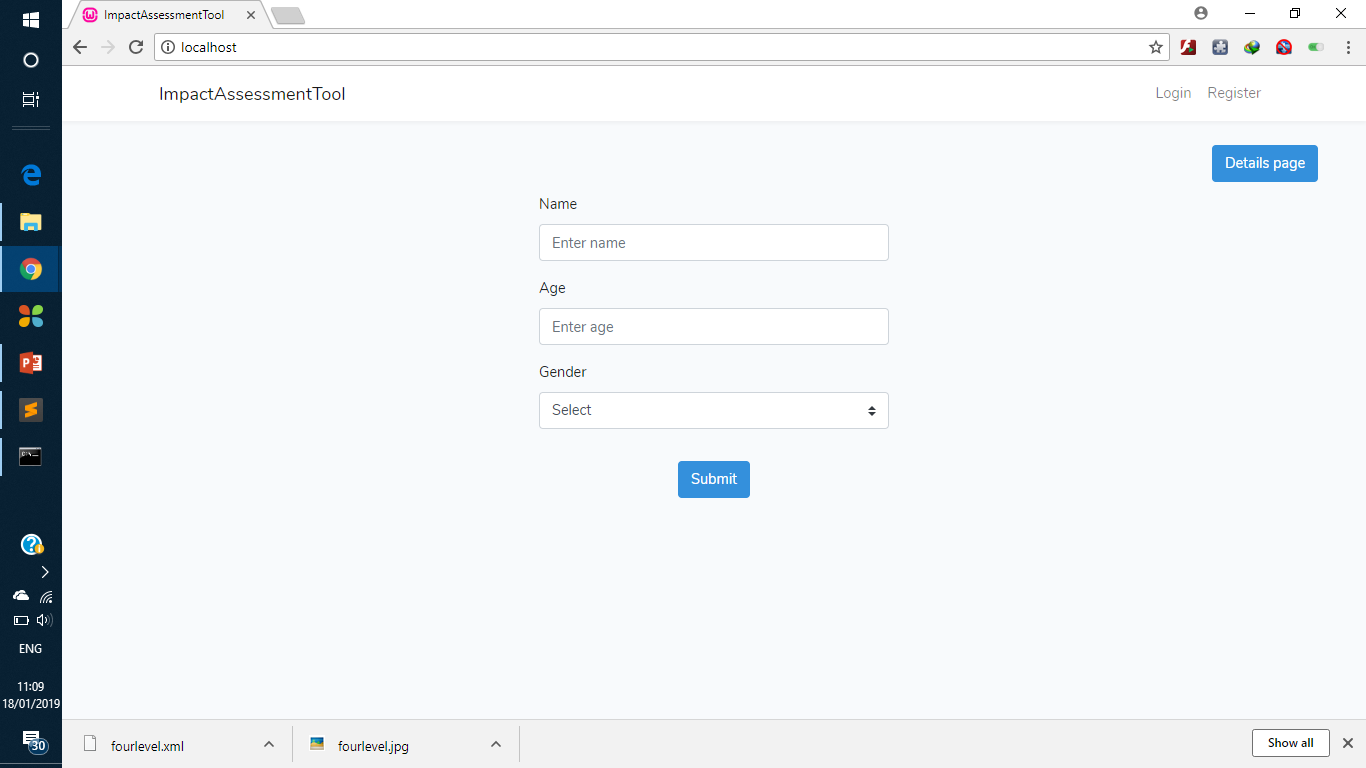 ImpactAssessmentTool
localhost
ImpactAssessmentTool
Login Register
Details page
Name
Enter name
Age
Enter age
Gender
Select
Submit
ENG
11:09
18/01/2019
30
fourlevel.xml
fourlevel.jpg
Show all